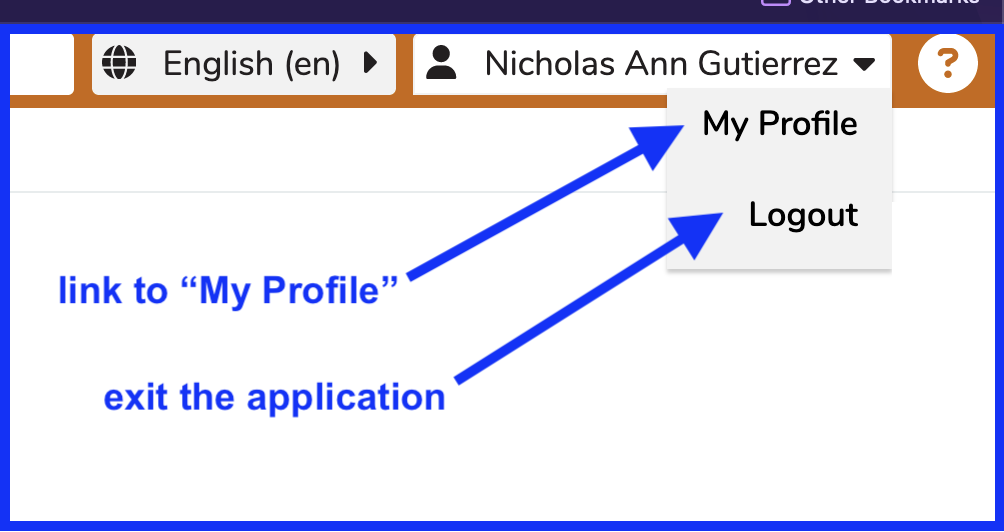 Other Bookmarks
English (en)
Nicholas Ann Gutierrez
?
My Profile
Logout
link to “My Profile”
exit the application